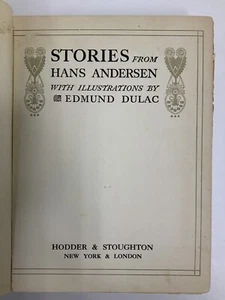 STORIES FROM
HANS ANDERSEN
WITH ILLUSTRATIONS BY
EDMUND DULAC
HODDER & STOUGHTON
NEW YORK & LONDON